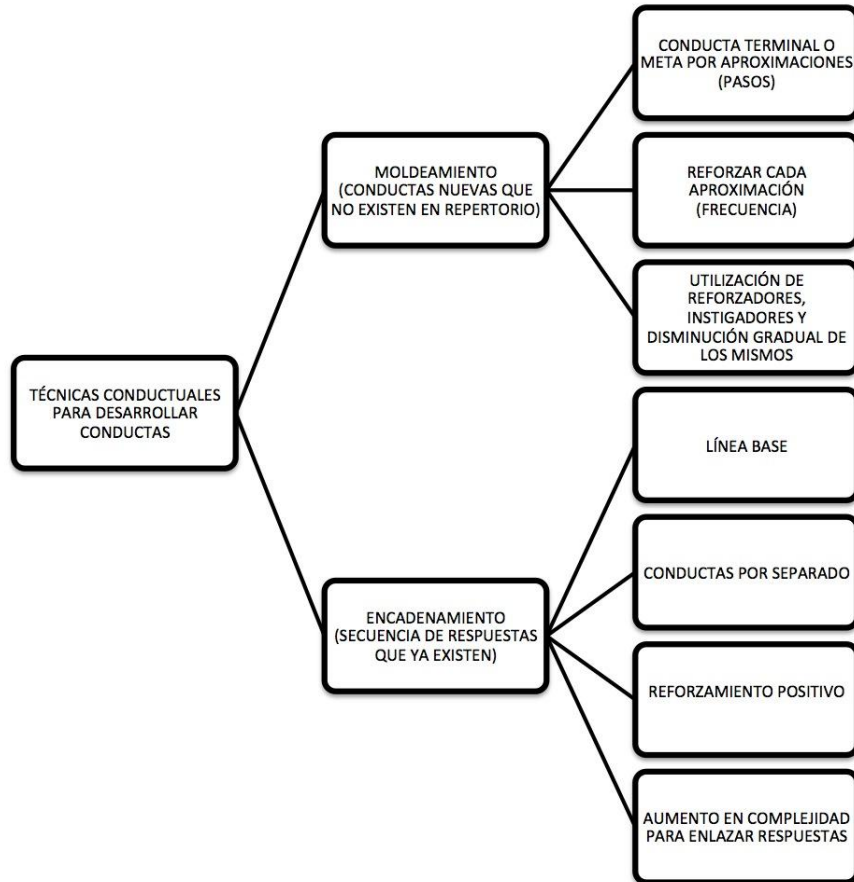 TÉCNICAS CONDUCTUALES
PARA DESARROLLAR
CONDUCTAS
MOLDEAMIENTO
(CONDUCTAS NUEVAS QUE
NO EXISTEN EN REPERTORIO)
CONDUCTA TERMINAL O
META POR APROXIMACIONES
(PASOS)
REFORZAR CADA
APROXIMACIÓN
(FRECUENCIA)
UTILIZACIÓN DE
REFORZADORES,
INSTIGADORES Y
DISMINUCIÓN GRADUAL DE
LOS MISMOS
ENCADENAMIENTO
(SECUENCIA DE RESPUESTAS
QUE YA EXISTEN)
LÍNEA BASE
CONDUCTAS POR SEPARADO
REFORZAMIENTO POSITIVO
AUMENTO EN COMPLEJIDAD
PARA ENLAZAR RESPUESTAS